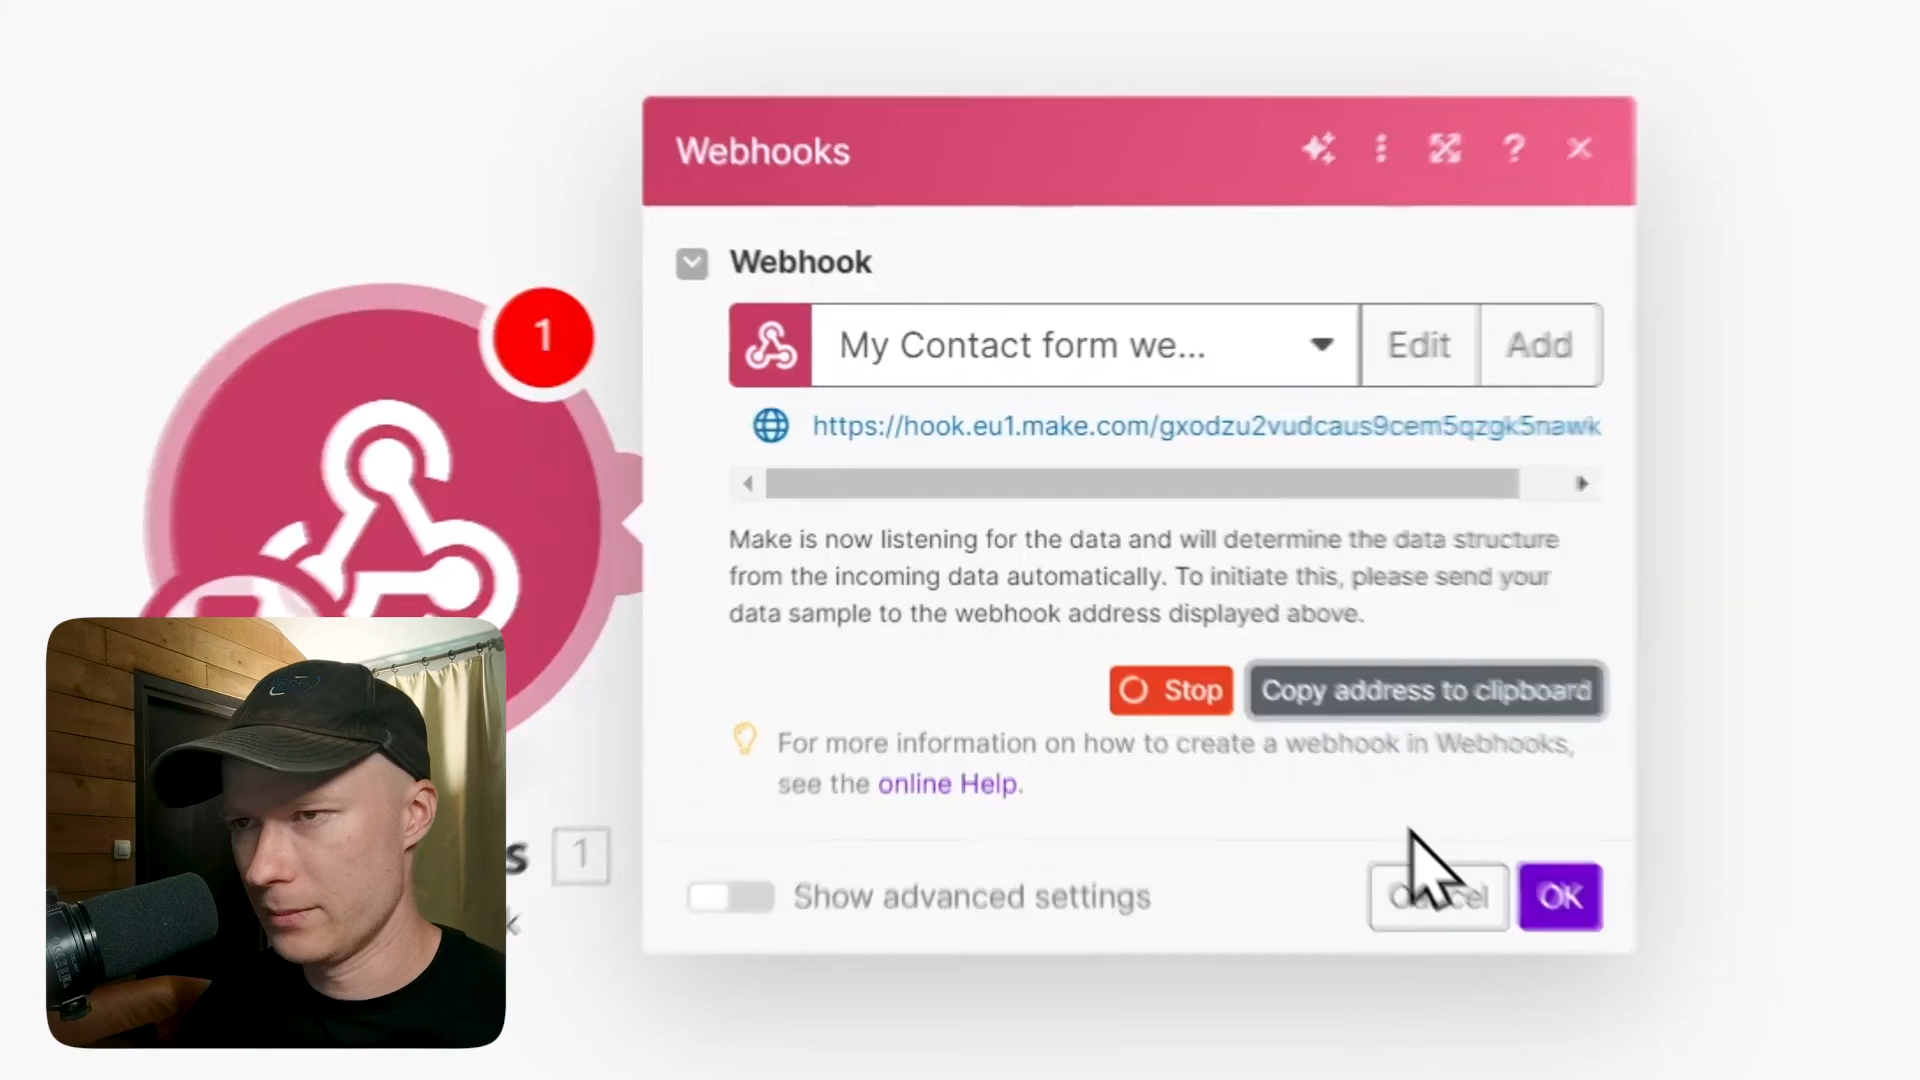 Webhooks
?
1
Webhook
My Contact form we...
Edit
Add
https://hook.eu1.make.com/gxodzu2vudcaus9cem5qzgk5nawk
Make is now listening for the data and will determine the data structure
from the incoming data automatically. To initiate this, please send your
data sample to the webhook address displayed above.
Stop
Copy address to clipboard
For more information on how to create a webhook in Webhooks,
see the online Help.
s
1
k
Show advanced settings
Cancel
OK